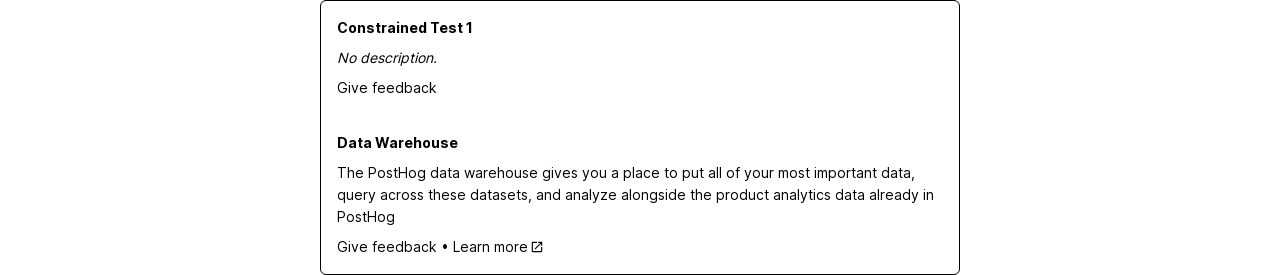 Constrained Test 1
No description.
Give feedback
Data Warehouse
The PostHog data warehouse gives you a place to put all of your most important data,
query across these datasets, and analyze alongside the product analytics data already in
PostHog
Give feedback • Learn more